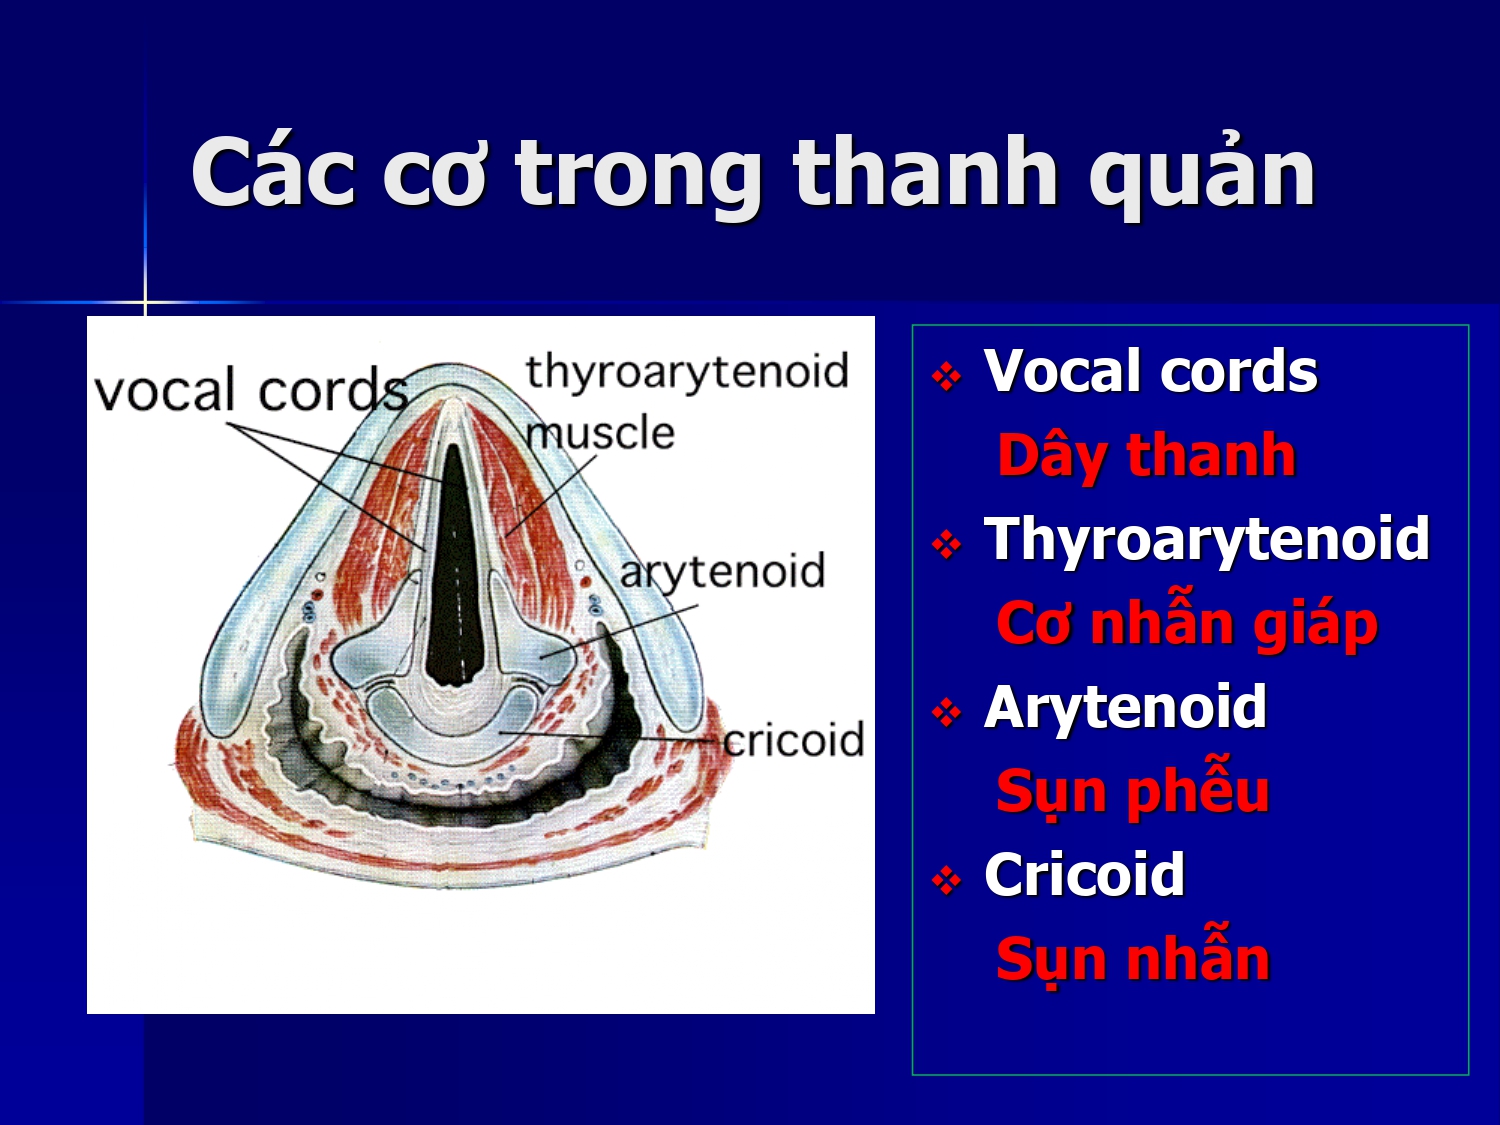 Các cơ trong thanh quản
vocal cords
thyroarytenoid
muscle
arytenoid
cricoid
Vocal cords
Dây thanh
Thyroarytenoid
Cơ nhẫn giáp
Arytenoid
Sụn phễu
Cricoid
Sụn nhẫn